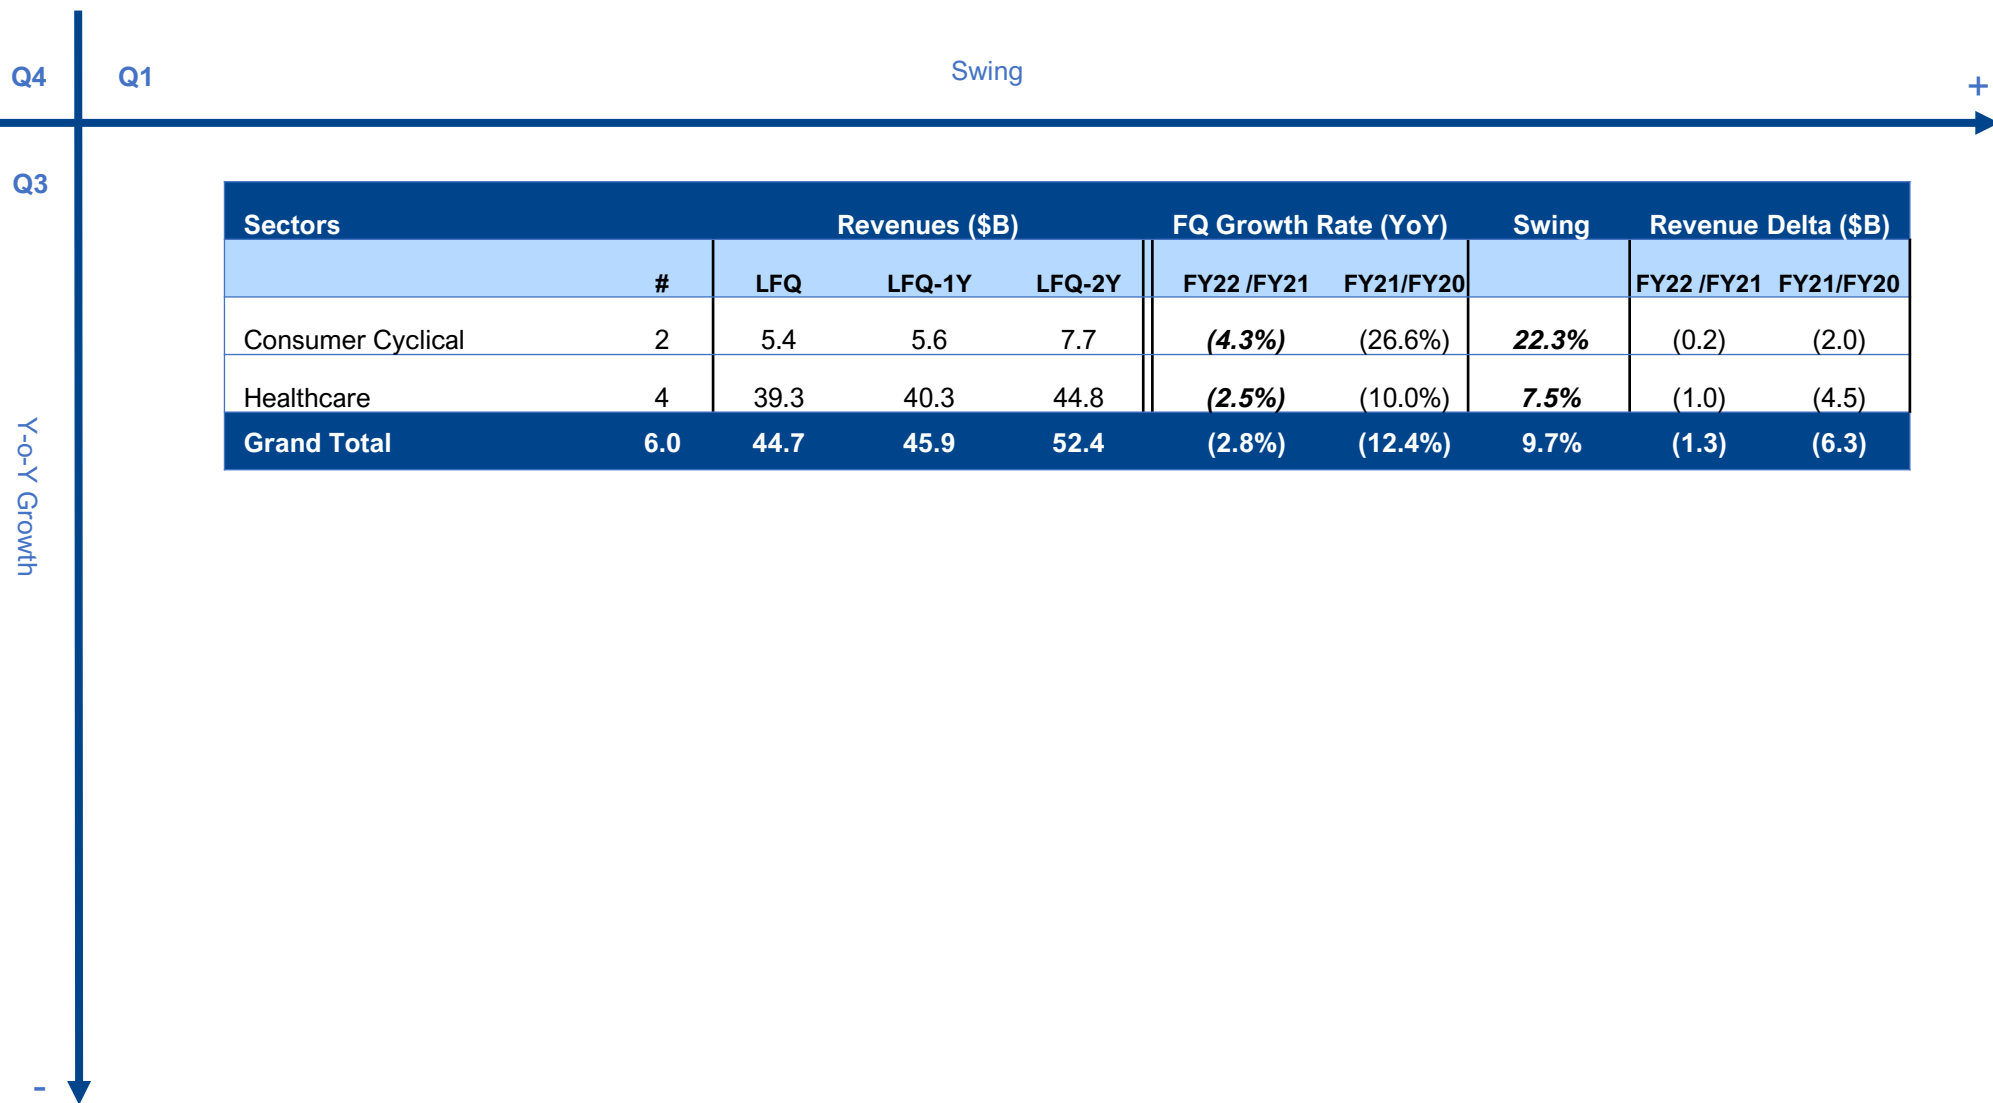 Q4 Q1 Swing +
Q3
Sectors Revenues ($B) FQ Growth Rate (YoY) Swing Revenue Delta ($B)
# LFQ LFQ-1Y LFQ-2Y FY22 /FY21 FY21/FY20 FY22 /FY21 FY21/FY20
Consumer Cyclical 2 5.4 5.6 7.7 (4.3%) (26.6%) 22.3% (0.2) (2.0)
Healthcare 4 39.3 40.3 44.8 (2.5%) (10.0%) 7.5% (1.0) (4.5)
Grand Total 6.0 44.7 45.9 52.4 (2.8%) (12.4%) 9.7% (1.3) (6.3)
Y-o-Y Growth
-